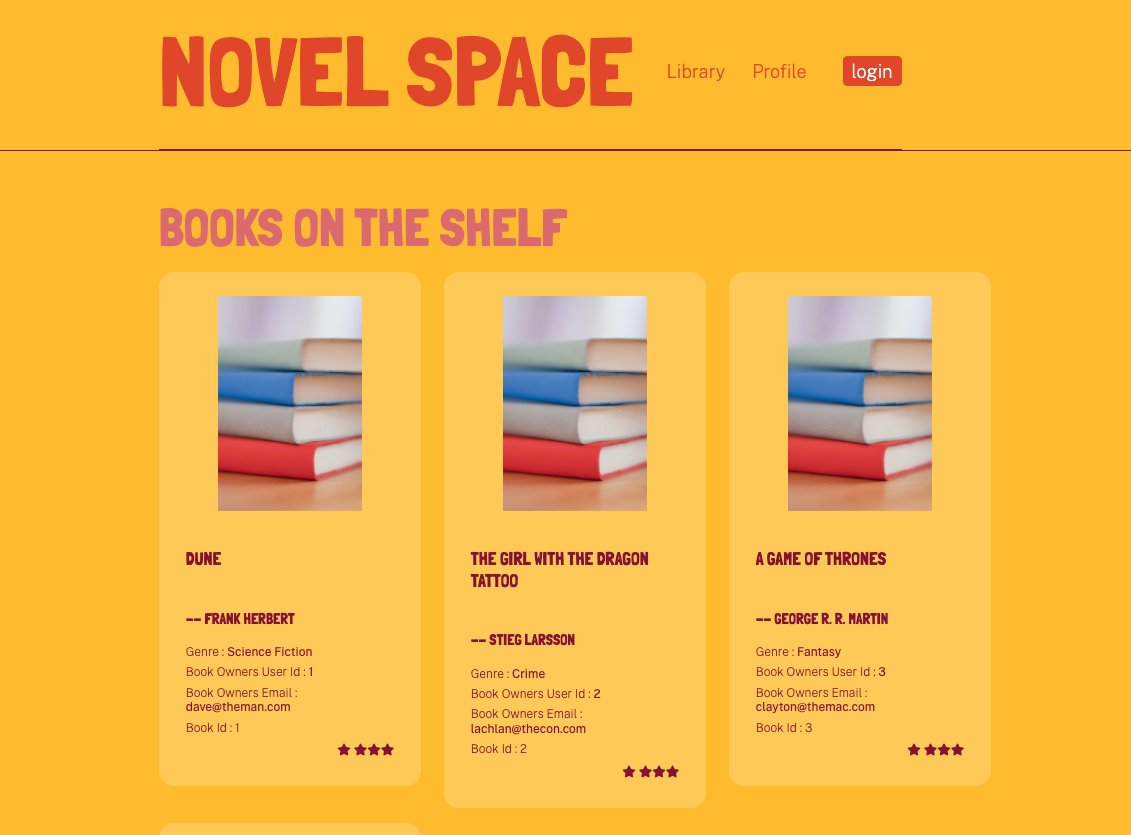 NOVEL SPACE
Library
Profile
login
BOOKS ON THE SHELF
DUNE
-- FRANK HERBERT
Genre : Science Fiction
Book Owners User Id : 1
Book Owners Email :
dave@theman.com
Book Id : 1
THE GIRL WITH THE DRAGON
TATTOO
-- STIEG LARSSON
Genre : Crime
Book Owners User Id : 2
Book Owners Email :
lachlan@thecon.com
Book Id : 2
A GAME OF THRONES
-- GEORGE R. R. MARTIN
Genre : Fantasy
Book Owners User Id : 3
Book Owners Email :
clayton@themac.com
Book Id : 3